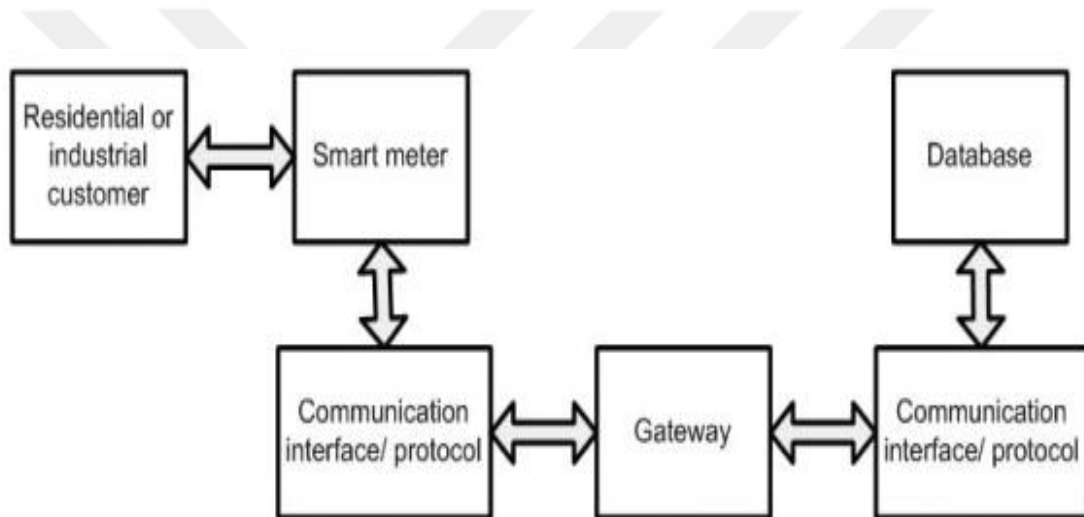 Residential or
industrial
customer
Smart meter
Database
Communication
interface/ protocol
Gateway
Communication
interface/ protocol